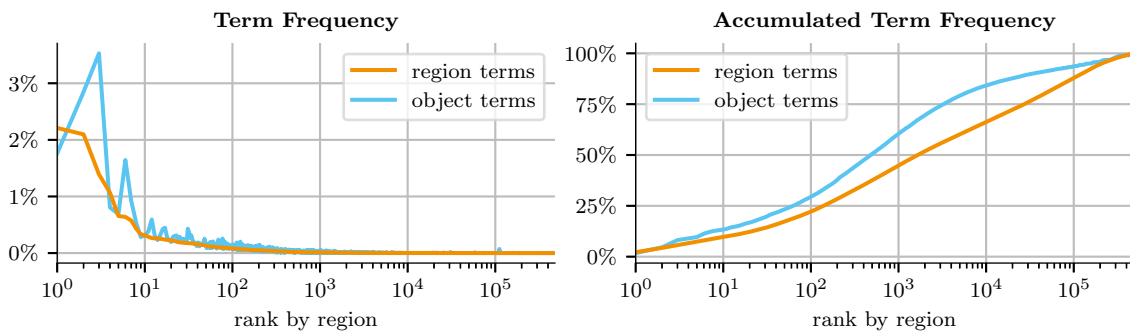 Term Frequency
3%
2%
1%
0%
region terms
object terms
10^0 10^1 10^2 10^3 10^4 10^5
rank by region
Accumulated Term Frequency
100%
75%
50%
25%
0%
region terms
object terms
10^0 10^1 10^2 10^3 10^4 10^5
rank by region